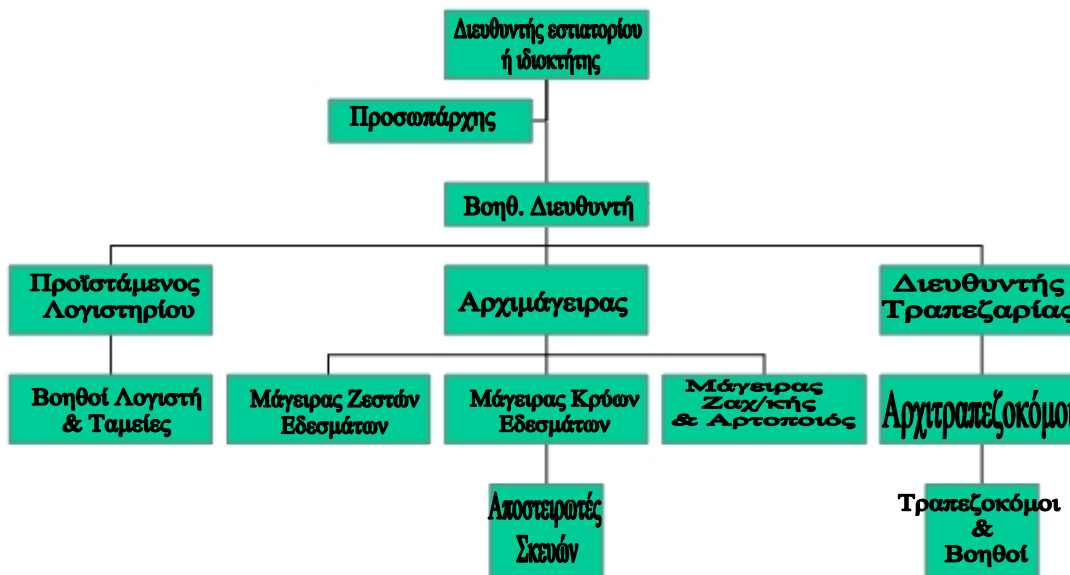 Διευθυντής εστιατορίου
ή ιδιοκτήτης
Προσωπάρχης
Βοηθ. Διευθυντή
Προϊστάμενος
Λογιστηρίου
Αρχιμάγειρας
Διευθυντής
Τραπεζαρίας
Βοηθοί Λογιστή
& Ταμείες
Μάγειρας Ζεστών
Εδεσμάτων
Μάγειρας Κρύων
Εδεσμάτων
Μάγειρας
Ζαχ/κής
& Αρτοποιός
Αρχιτραπεζοκόμοι
Αποστειρωτές
Σκευών
Τραπεζοκόμοι
&
Βοηθοί